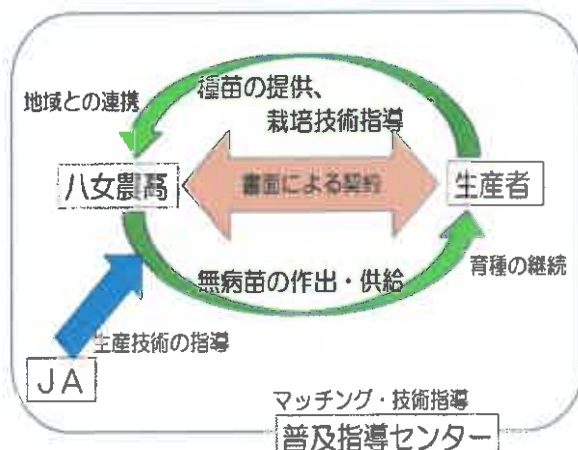 種苗の提供、
地域との連携
栽培技術指導
八女農高
書面による契約
生産者
無病苗の作出・供給
育種の継続
生産技術の指導
JA
マッチング・技術指導
普及指導センター